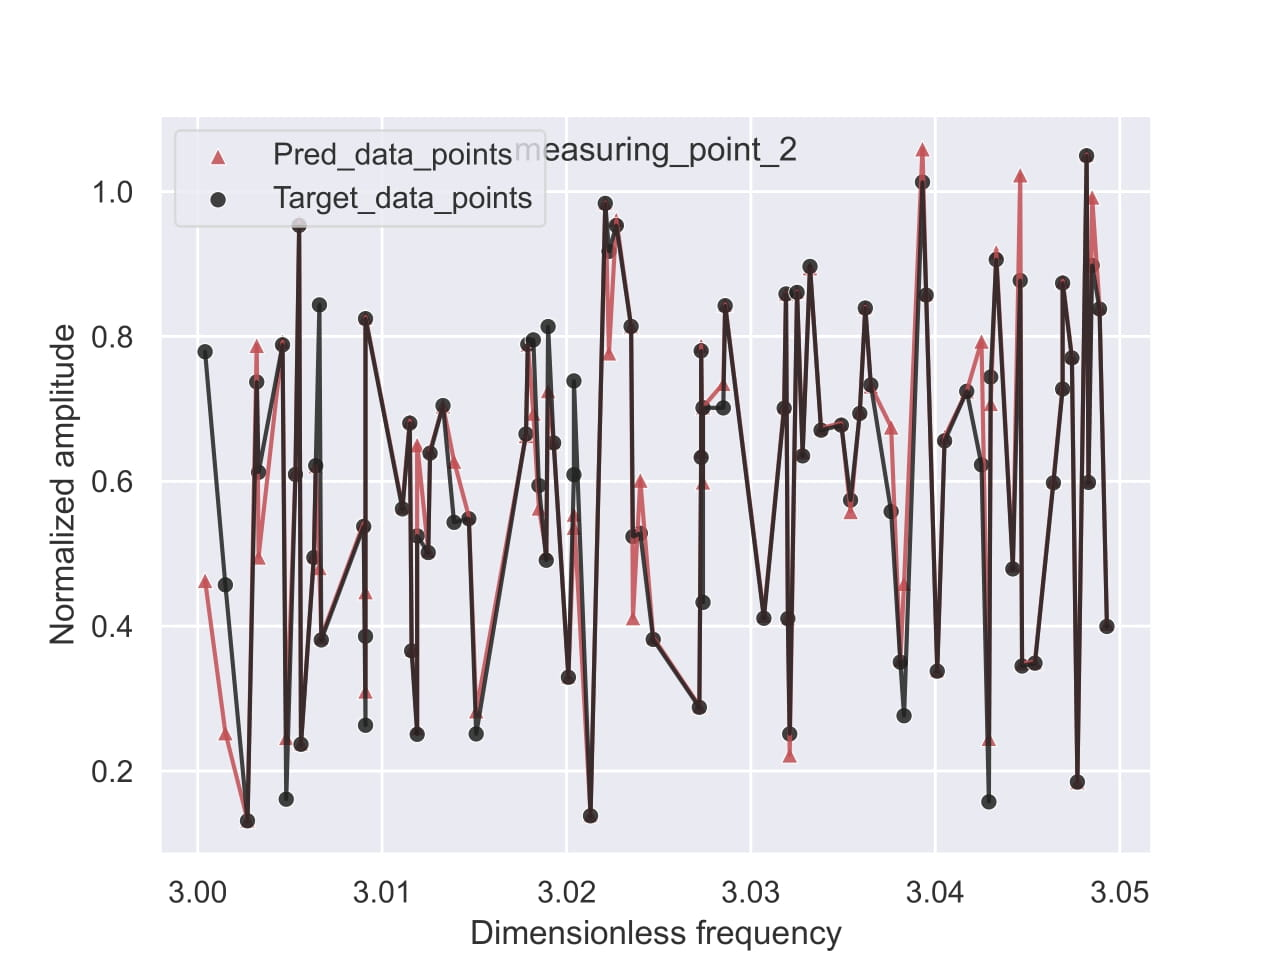 measuring_point_2
Pred_data_points
Target_data_points
Normalized amplitude
1.0
0.8
0.6
0.4
0.2
3.00 3.01 3.02 3.03 3.04 3.05
Dimensionless frequency